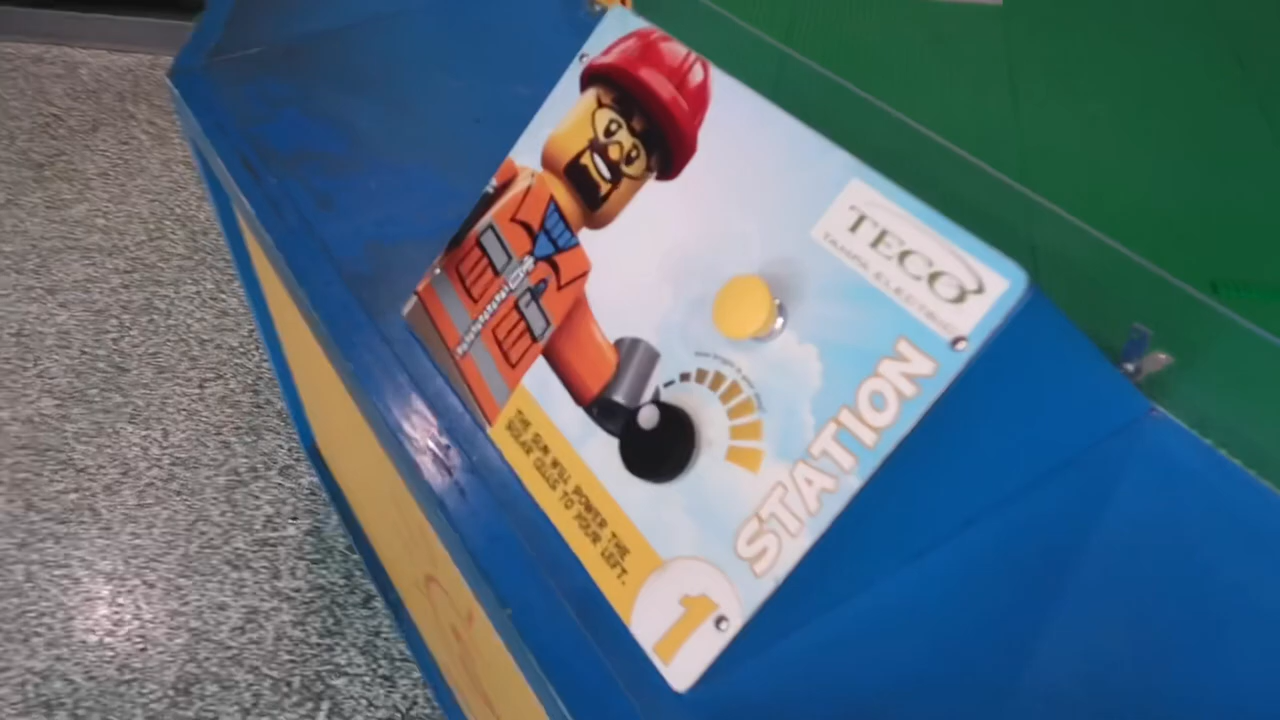 TECO
TAMPA ELECTRIC
STATION
1
THE SUN WILL POWER THE
SOLAR CELLS TO YOUR LEFT.